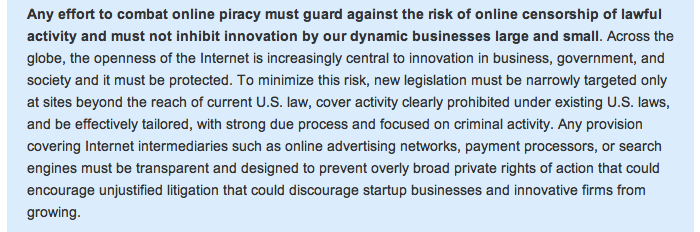 Any effort to combat online piracy must guard against the risk of online censorship of lawful
activity and must not inhibit innovation by our dynamic businesses large and small. Across the
globe, the openness of the Internet is increasingly central to innovation in business, government, and
society and it must be protected. To minimize this risk, new legislation must be narrowly targeted only
at sites beyond the reach of current U.S. law, cover activity clearly prohibited under existing U.S. laws,
and be effectively tailored, with strong due process and focused on criminal activity. Any provision
covering Internet intermediaries such as online advertising networks, payment processors, or search
engines must be transparent and designed to prevent overly broad private rights of action that could
encourage unjustified litigation that could discourage startup businesses and innovative firms from
growing.